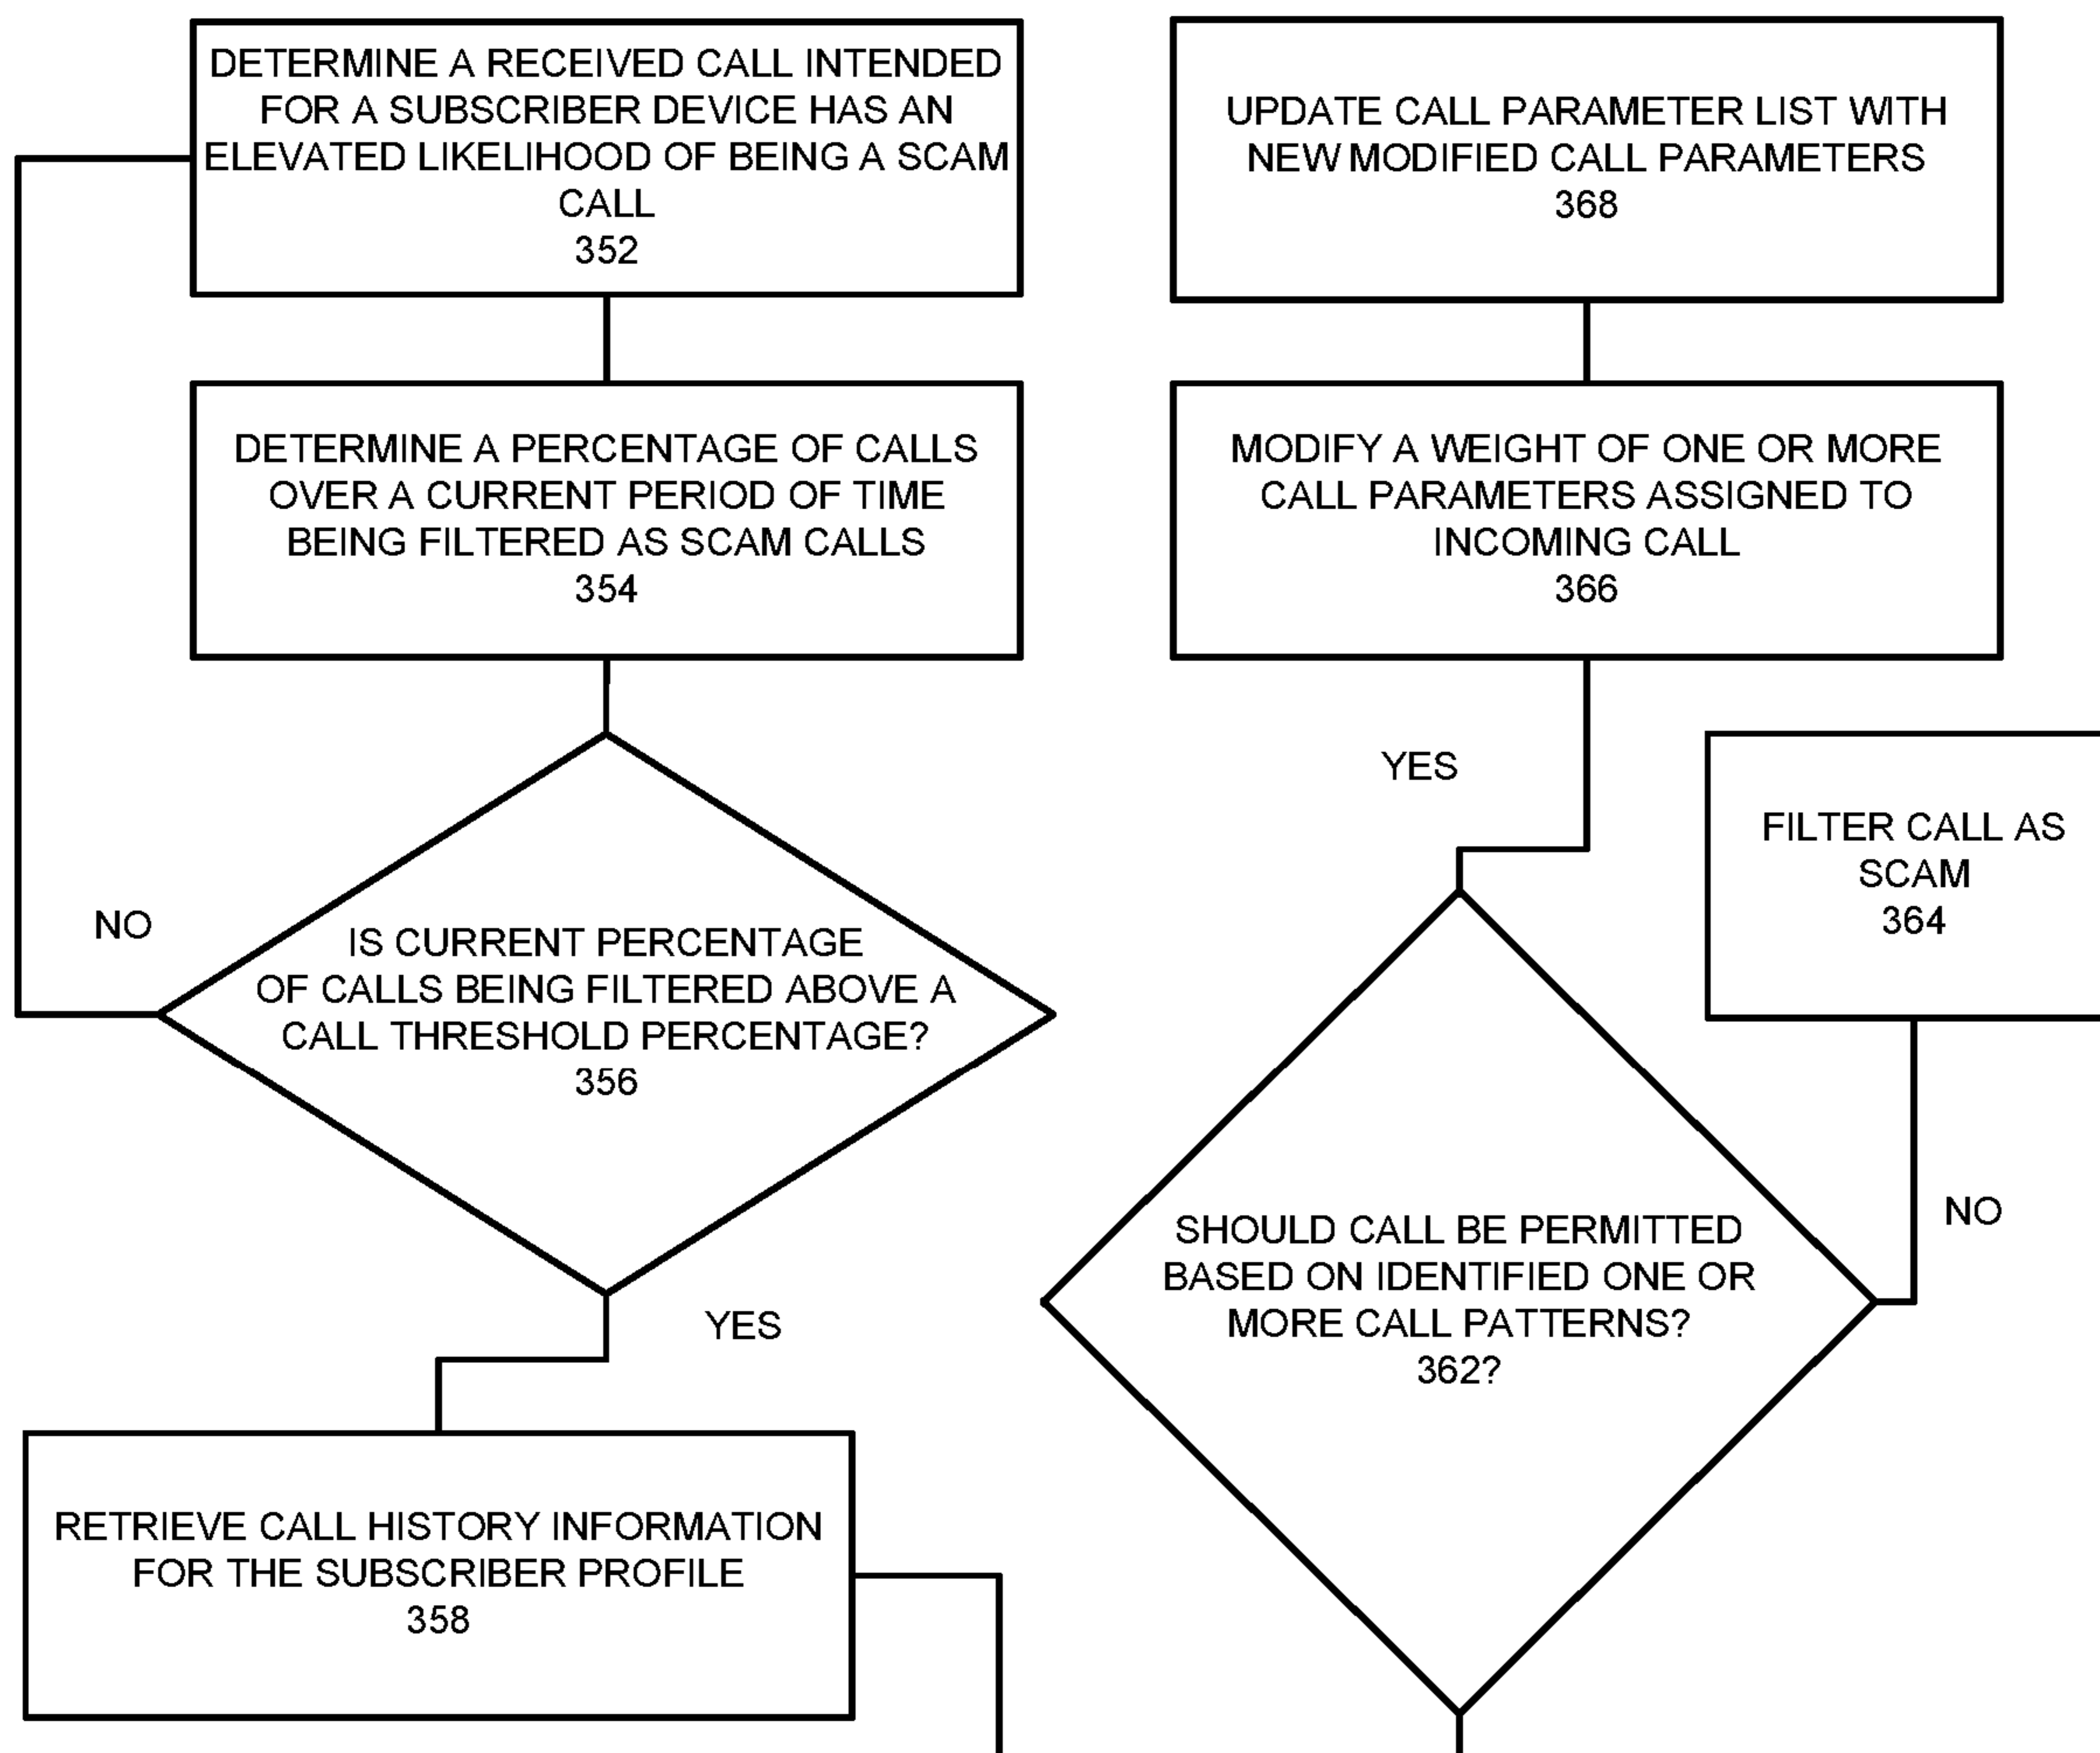 DETERMINE A RECEIVED CALL INTENDED
FOR A SUBSCRIBER DEVICE HAS AN
ELEVATED LIKELIHOOD OF BEING A SCAM
CALL
352
DETERMINE A PERCENTAGE OF CALLS
OVER A CURRENT PERIOD OF TIME
BEING FILTERED AS SCAM CALLS
354
NO
IS CURRENT PERCENTAGE
OF CALLS BEING FILTERED ABOVE A
CALL THRESHOLD PERCENTAGE?
356
YES
RETRIEVE CALL HISTORY INFORMATION
FOR THE SUBSCRIBER PROFILE
358
UPDATE CALL PARAMETER LIST WITH
NEW MODIFIED CALL PARAMETERS
368
MODIFY A WEIGHT OF ONE OR MORE
CALL PARAMETERS ASSIGNED TO
INCOMING CALL
366
YES
FILTER CALL AS
SCAM
364
NO
SHOULD CALL BE PERMITTED
BASED ON IDENTIFIED ONE OR
MORE CALL PATTERNS?
362?